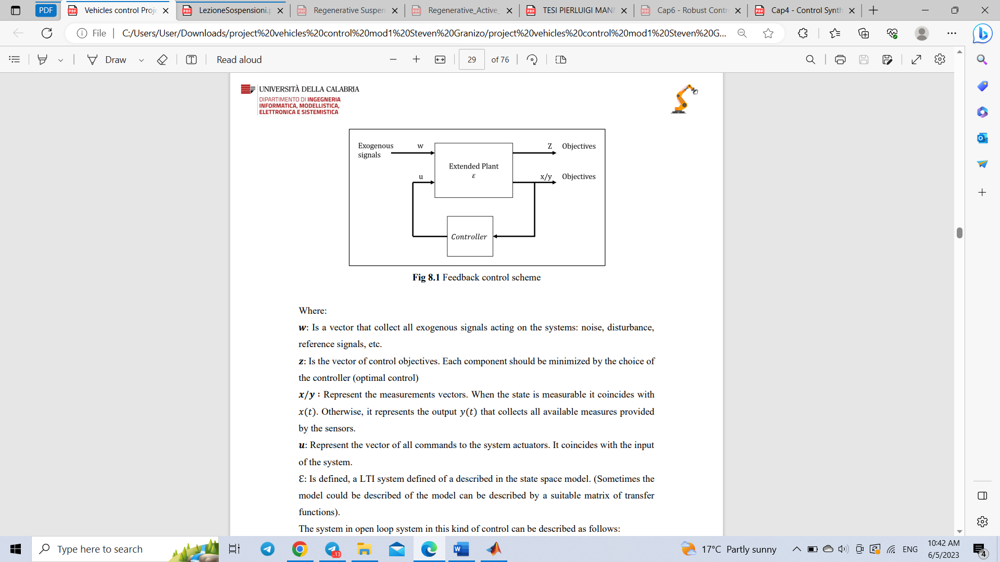 PDF
Vehicles control Proj
LezioneSospensioni.p
Regenerative Suspen
Regenerative_Active_
TESI PIERLUIGI MANN
Cap6 - Robust Contr
Cap4 - Control Synth
File
C:/Users/User/Downloads/project%20vehicles%20control%20mod1%20Steven%20Granizo/project%20vehicles%20control%20mod1%20Steven%20G...
Draw
Read aloud
29
of 76
UNIVERSITÀ DELLA CALABRIA
DIPARTIMENTO DI INGEGNERIA
INFORMATICA, MODELLISTICA,
ELETTRONICA E SISTEMISTICA
Exogenous
signals
w
Z
Objectives
Extended Plant
ε
u
x/y
Objectives
Controller
Fig 8.1 Feedback control scheme
Where:
w: Is a vector that collect all exogenous signals acting on the systems: noise, disturbance,
reference signals, etc.
z: Is the vector of control objectives. Each component should be minimized by the choice of
the controller (optimal control)
x/y : Represent the measurements vectors. When the state is measurable it coincides with
x(t). Otherwise, it represents the output y(t) that collects all available measures provided
by the sensors.
u: Represent the vector of all commands to the system actuators. It coincides with the input
of the system.
Ɛ: Is defined, a LTI system defined of a described in the state space model. (Sometimes the
model could be described of the model can be described by a suitable matrix of transfer
functions).
The system in open loop system in this kind of control can be described as follows:
Type here to search
..13
17°C Partly sunny
ENG
10:42 AM
6/5/2023
4